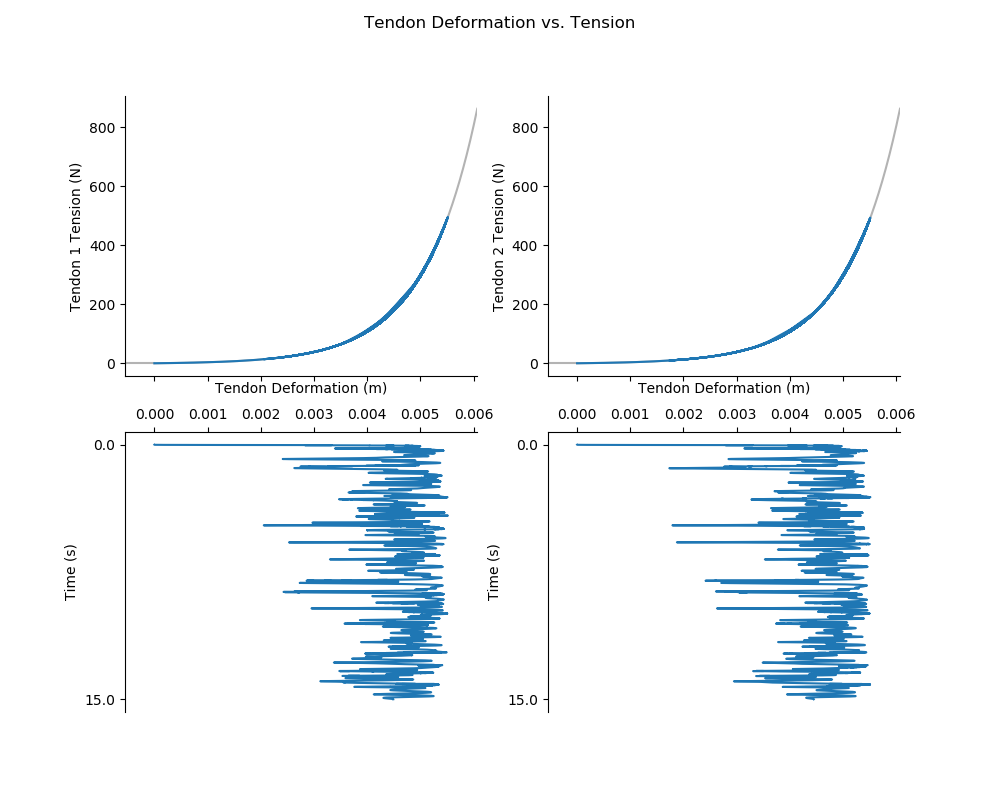 Tendon Deformation vs. Tension
Tendon 1 Tension (N)
800
600
400
200
0
Tendon Deformation (m)
Tendon 2 Tension (N)
800
600
400
200
0
Tendon Deformation (m)
0.000 0.001 0.002 0.003 0.004 0.005 0.006
Time (s)
0.0
15.0
0.000 0.001 0.002 0.003 0.004 0.005 0.006
Time (s)
0.0
15.0